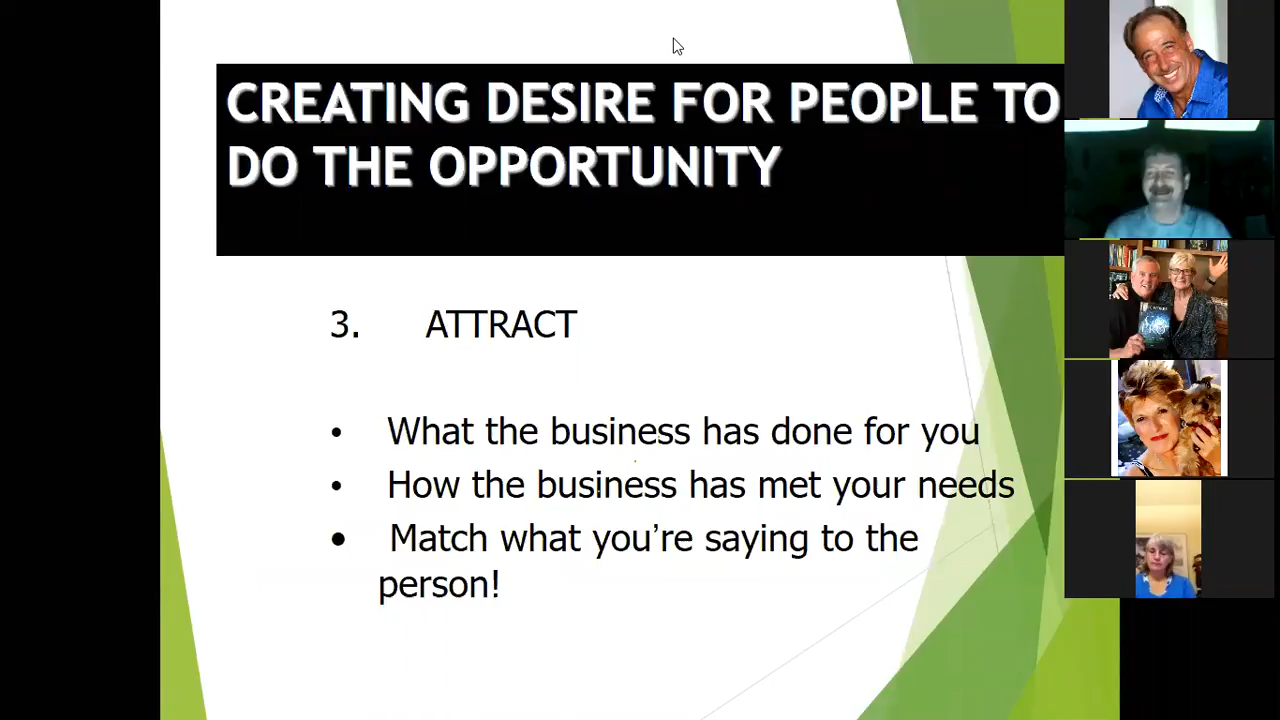 CREATING DESIRE FOR PEOPLE TO
DO THE OPPORTUNITY
3. ATTRACT
• What the business has done for you
• How the business has met your needs
• Match what you’re saying to the
person!